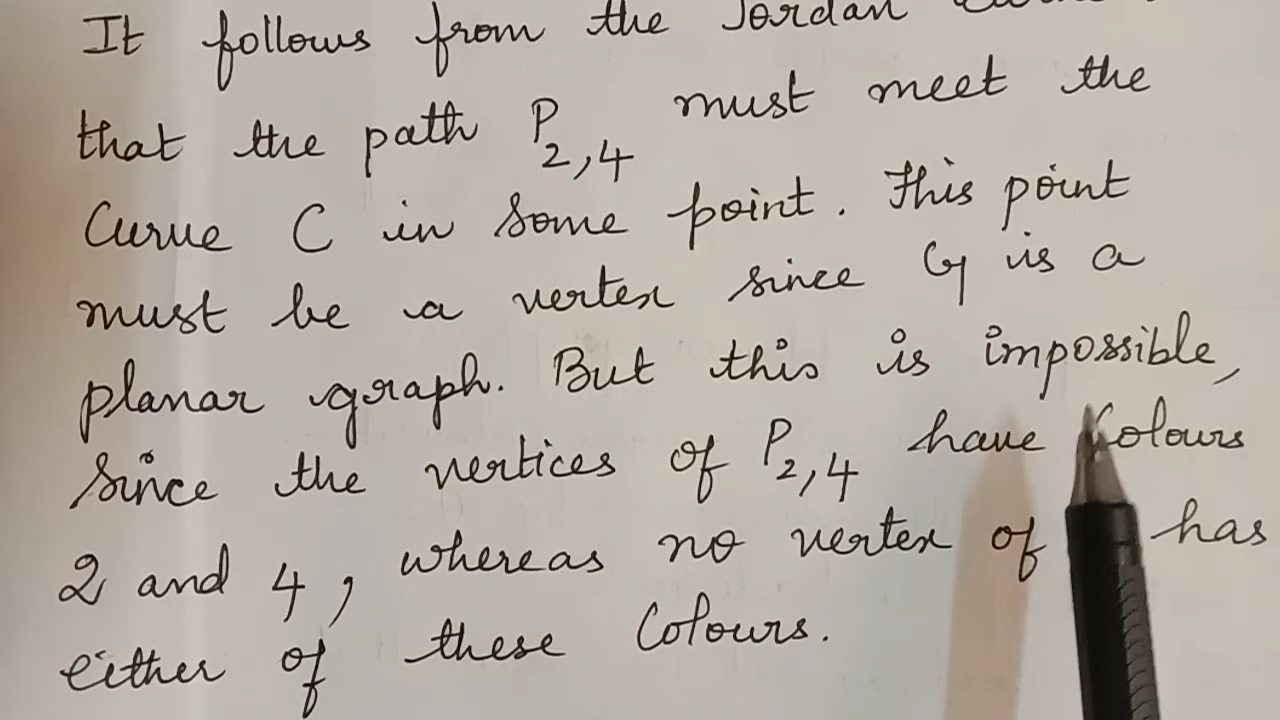 It follows from the Jordan
that the path P2,4 must meet the
Curve C in some point. This point
must be a vertex since G is a
planar graph. But this is impossible,
Since the vertices of P2,4 have Colours
2 and 4, whereas no vertex of has
either of these Colours.